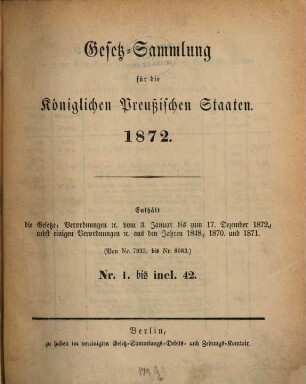 Gesetz-Sammlung
für die
Königlichen Preußischen Staaten.
1872.
Enthält
die Gesetze, Verordnungen ꝛc. vom 3. Januar bis zum 17. Dezember 1872,
nebst einigen Verordnungen ꝛc. aus den Jahren 1848, 1870. und 1871.
(Von Nr. 7935. bis Nr. 8083.)
Nr. 1. bis incl. 42.
Berlin,
zu haben im vereinigten Gesetz-Sammlungs-Debits- und Zeitungs-Komtoir.